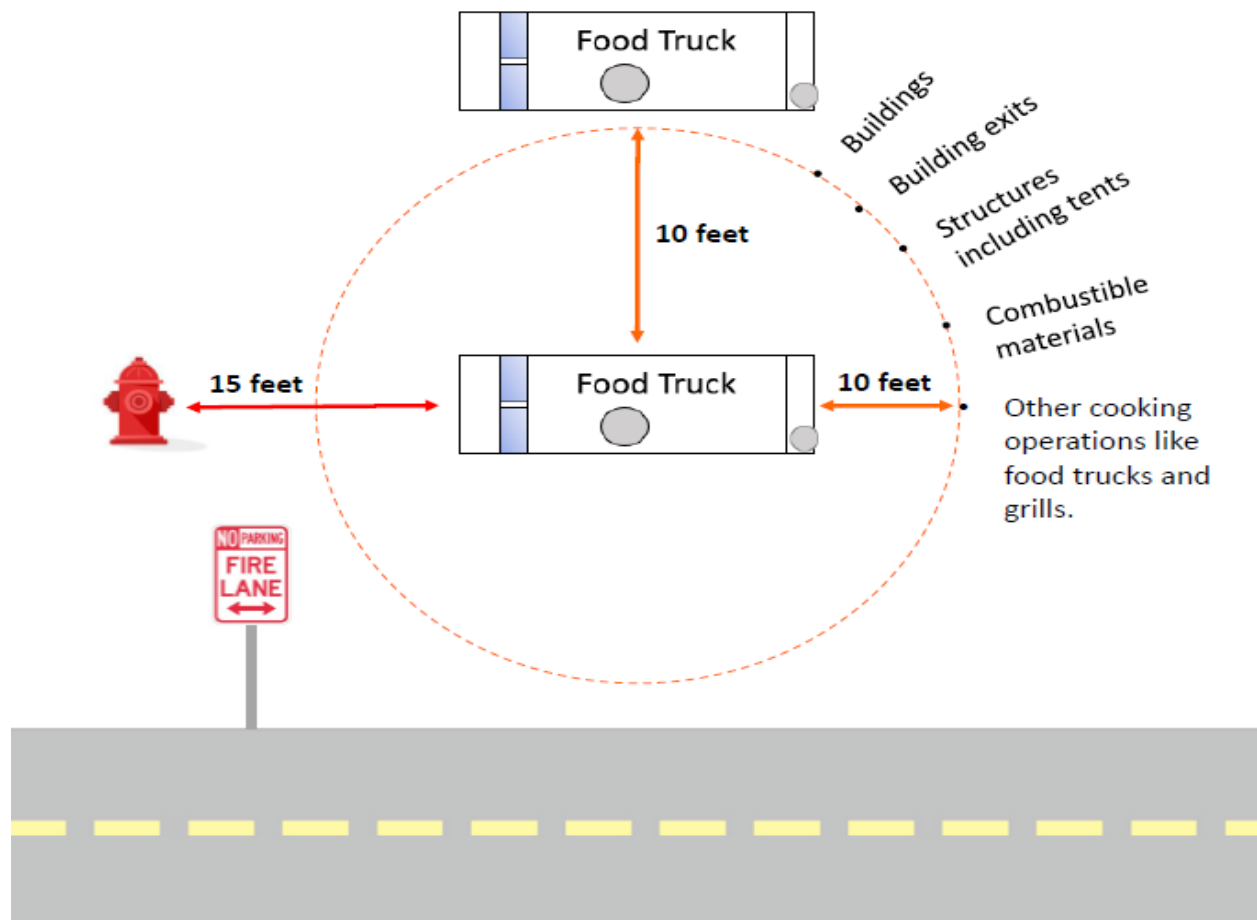 Food Truck
Buildings
Building exits
Structures
including tents
10 feet
Combustible
materials
15 feet
Food Truck
10 feet
Other cooking
operations like
food trucks and
grills.
NO PARKING
FIRE
LANE